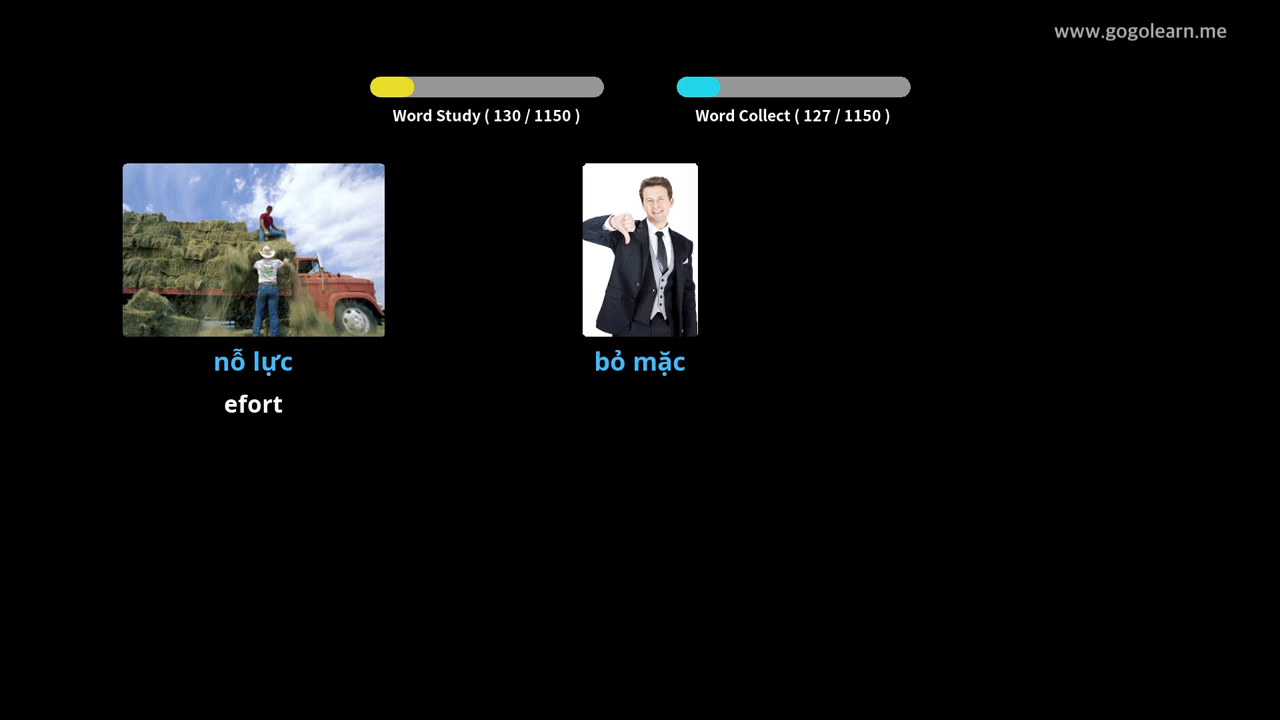 www.gogolearn.me
Word Study ( 130 / 1150 )
Word Collect ( 127 / 1150 )
nỗ lực
efort
bỏ mặc